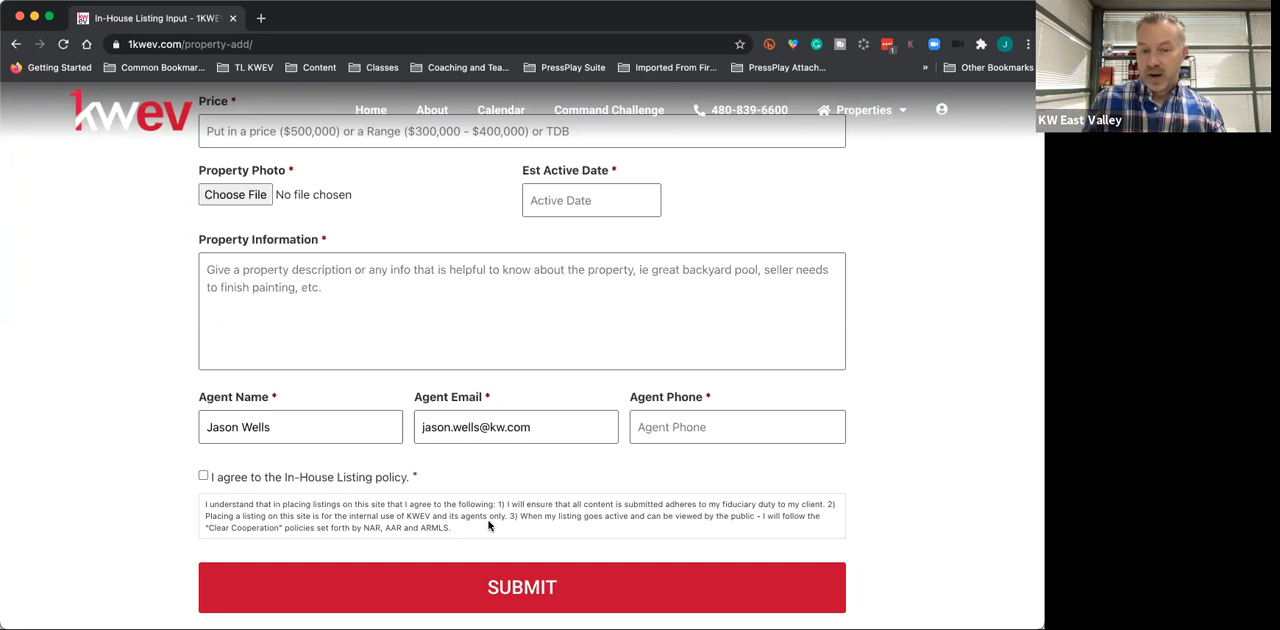 In-House Listing Input - 1KWE
1kwev.com/property-add/
1
J
Getting Started
Common Bookmar...
TL KWEV
Content
Classes
Coaching and Tea...
PressPlay Suite
Imported From Fir...
PressPlay Attach...
»
Other Bookmarks
KW East Valley
1kwev
Home
About
Calendar
Command Challenge
480-839-6600
Properties
Price *
Put in a price ($500,000) or a Range ($300,000 - $400,000) or TDB
Property Photo *
Est Active Date *
Choose File No file chosen
Active Date
Property Information *
Give a property description or any info that is helpful to know about the property, ie great backyard pool, seller needs
to finish painting, etc.
Agent Name *
Agent Email *
Agent Phone *
Jason Wells
jason.wells@kw.com
Agent Phone
I agree to the In-House Listing policy. *
I understand that in placing listings on this site that I agree to the following: 1) I will ensure that all content is submitted adheres to my fiduciary duty to my client. 2)
Placing a listing on this site is for the internal use of KWEV and its agents only. 3) When my listing goes active and can be viewed by the public - I will follow the
"Clear Cooperation" policies set forth by NAR, AAR and ARMLS.
SUBMIT